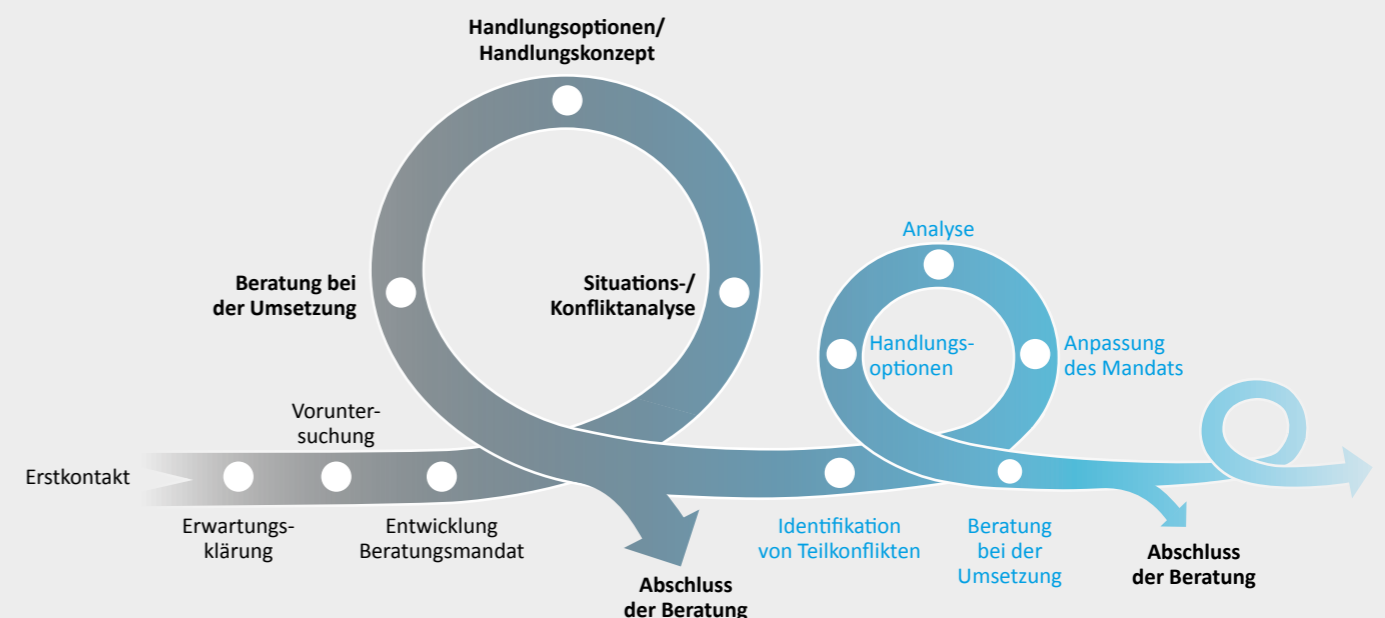 Handlungsoptionen/
Handlungskonzept
Beratung bei
der Umsetzung
Situations-/
Konfliktanalyse
Vorunter-
suchung
Erstkontakt
Erwartungs-
klärung
Entwicklung
Beratungsmandat
Abschluss
der Beratung
Analyse
Handlungs-
optionen
Anpassung
des Mandats
Identifikation
von Teilkonflikten
Beratung
bei der
Umsetzung
Abschluss
der Beratung